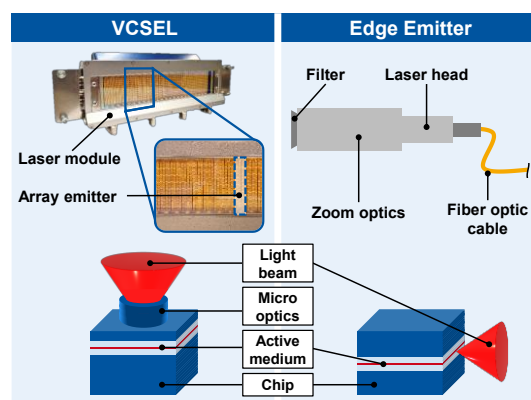 VCSEL
Edge Emitter
Filter
Laser head
Laser module
Array emitter
Zoom optics
Fiber optic
cable
Light
beam
Micro
optics
Active
medium
Chip